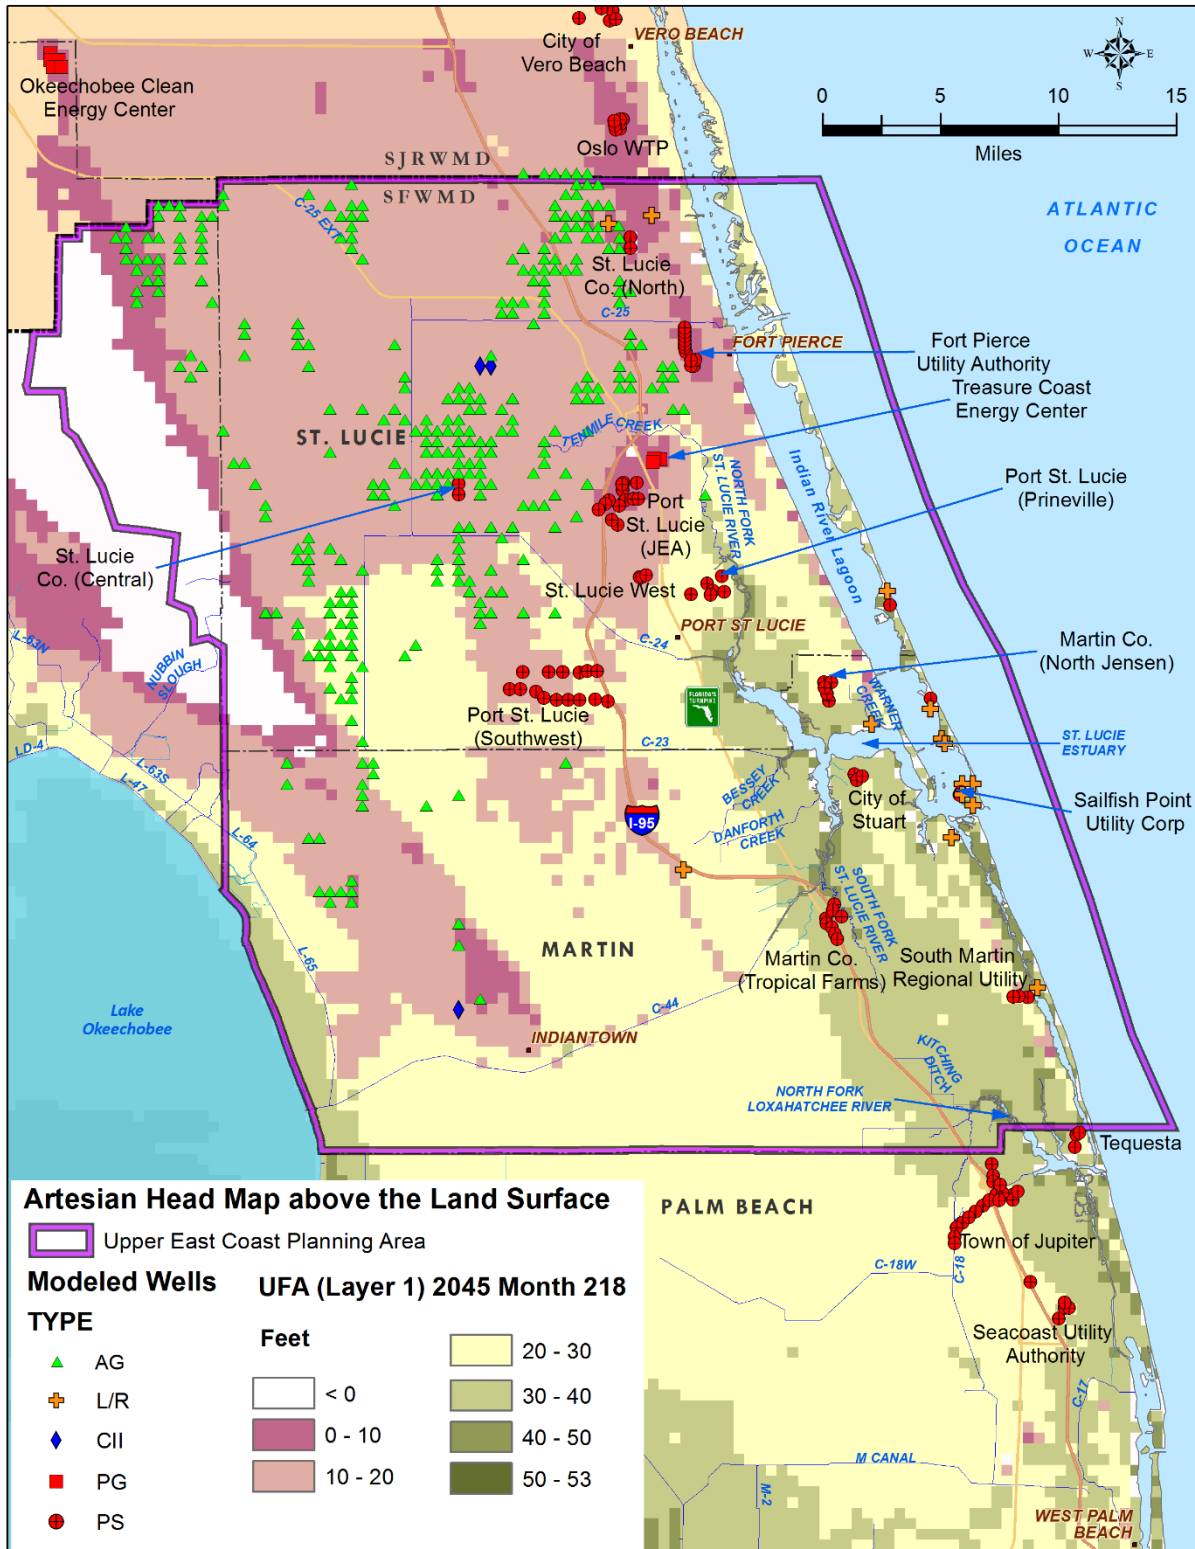 VERO BEACH
City of
Vero Beach
N
W
E
S
Okeechobee Clean
Energy Center
0
5
10
15
Miles
Oslo WTP
SJRWMD
SFWMD
C-25 EXT
ATLANTIC
OCEAN
St. Lucie
Co. (North)
C-25
FORT PIERCE
Fort Pierce
Utility Authority
Treasure Coast
Energy Center
ST. LUCIE
TENMILE CREEK
NORTH FORK
ST. LUCIE RIVER
Indian River Lagoon
Port St. Lucie
(Prineville)
Port
St. Lucie
(JEA)
St. Lucie
Co. (Central)
St. Lucie West
PORT ST LUCIE
C-24
L-63N
NUBBIN
SLOUGH
Martin Co.
(North Jensen)
WARNER
CREEK
FLORIDA'S
TURNPIKE
Port St. Lucie
(Southwest)
C-23
ST. LUCIE
ESTUARY
LD-4
L-63S
L-47
BESSEY
CREEK
DANFORTH
CREEK
City of
Stuart
Sailfish Point
Utility Corp
I-95
L-64
SOUTH FORK
ST. LUCIE RIVER
L-65
MARTIN
Martin Co.
(Tropical Farms)
South Martin
Regional Utility
Lake
Okeechobee
C-44
INDIANTOWN
KITCHING
DITCH
NORTH FORK
LOXAHATCHEE RIVER
Tequesta
PALM BEACH
Town of Jupiter
C-18W
C-18
Seacoast Utility
Authority
C-17
M CANAL
M-2
WEST PALM
BEACH
Artesian Head Map above the Land Surface
Upper East Coast Planning Area
Modeled Wells
TYPE
AG
L/R
CII
PG
PS
UFA (Layer 1) 2045 Month 218
Feet
< 0
0 - 10
10 - 20
20 - 30
30 - 40
40 - 50
50 - 53